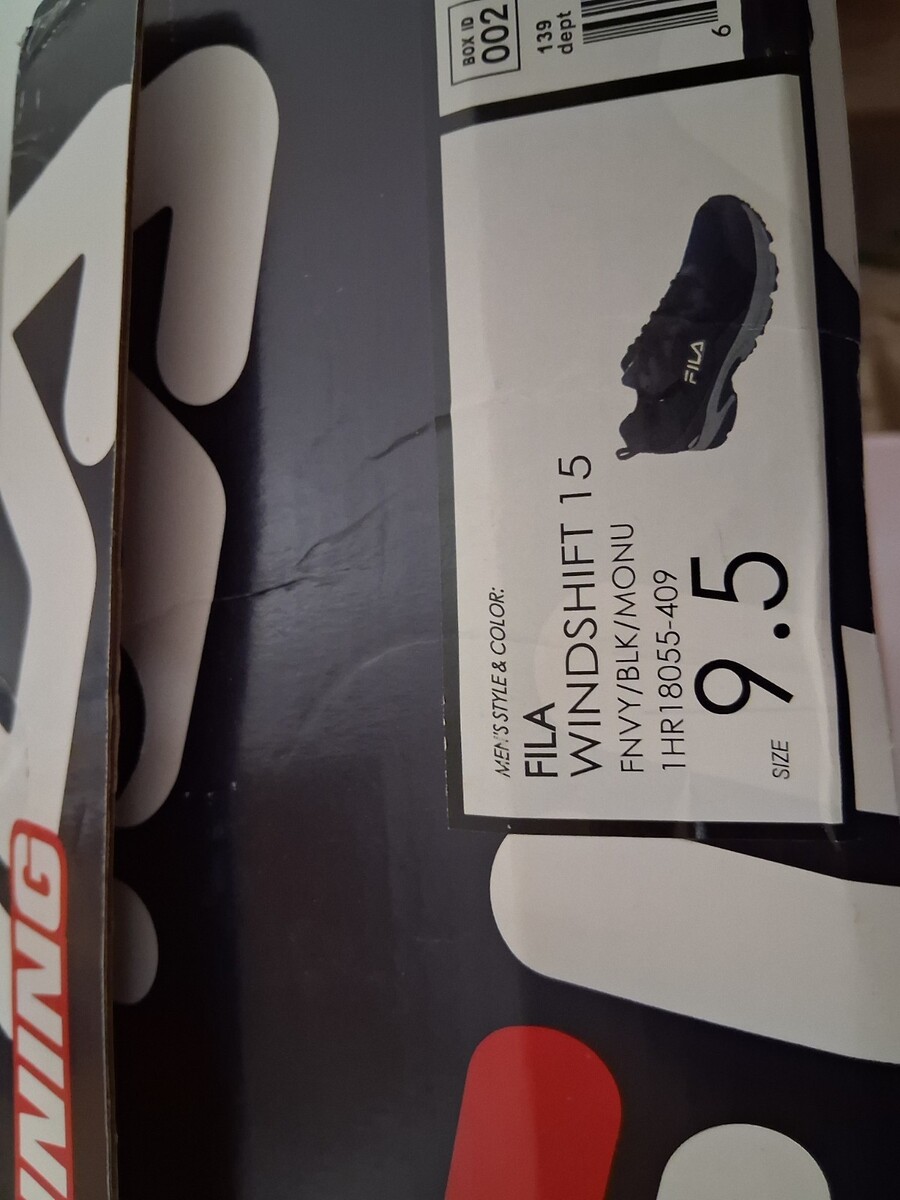 BOX ID
002
139
dept
6
MEN'S STYLE & COLOR:
FILA
WINDSHIFT 15
FNVY/BLK/MONU
1HR18055-409
SIZE 9.5
FILA